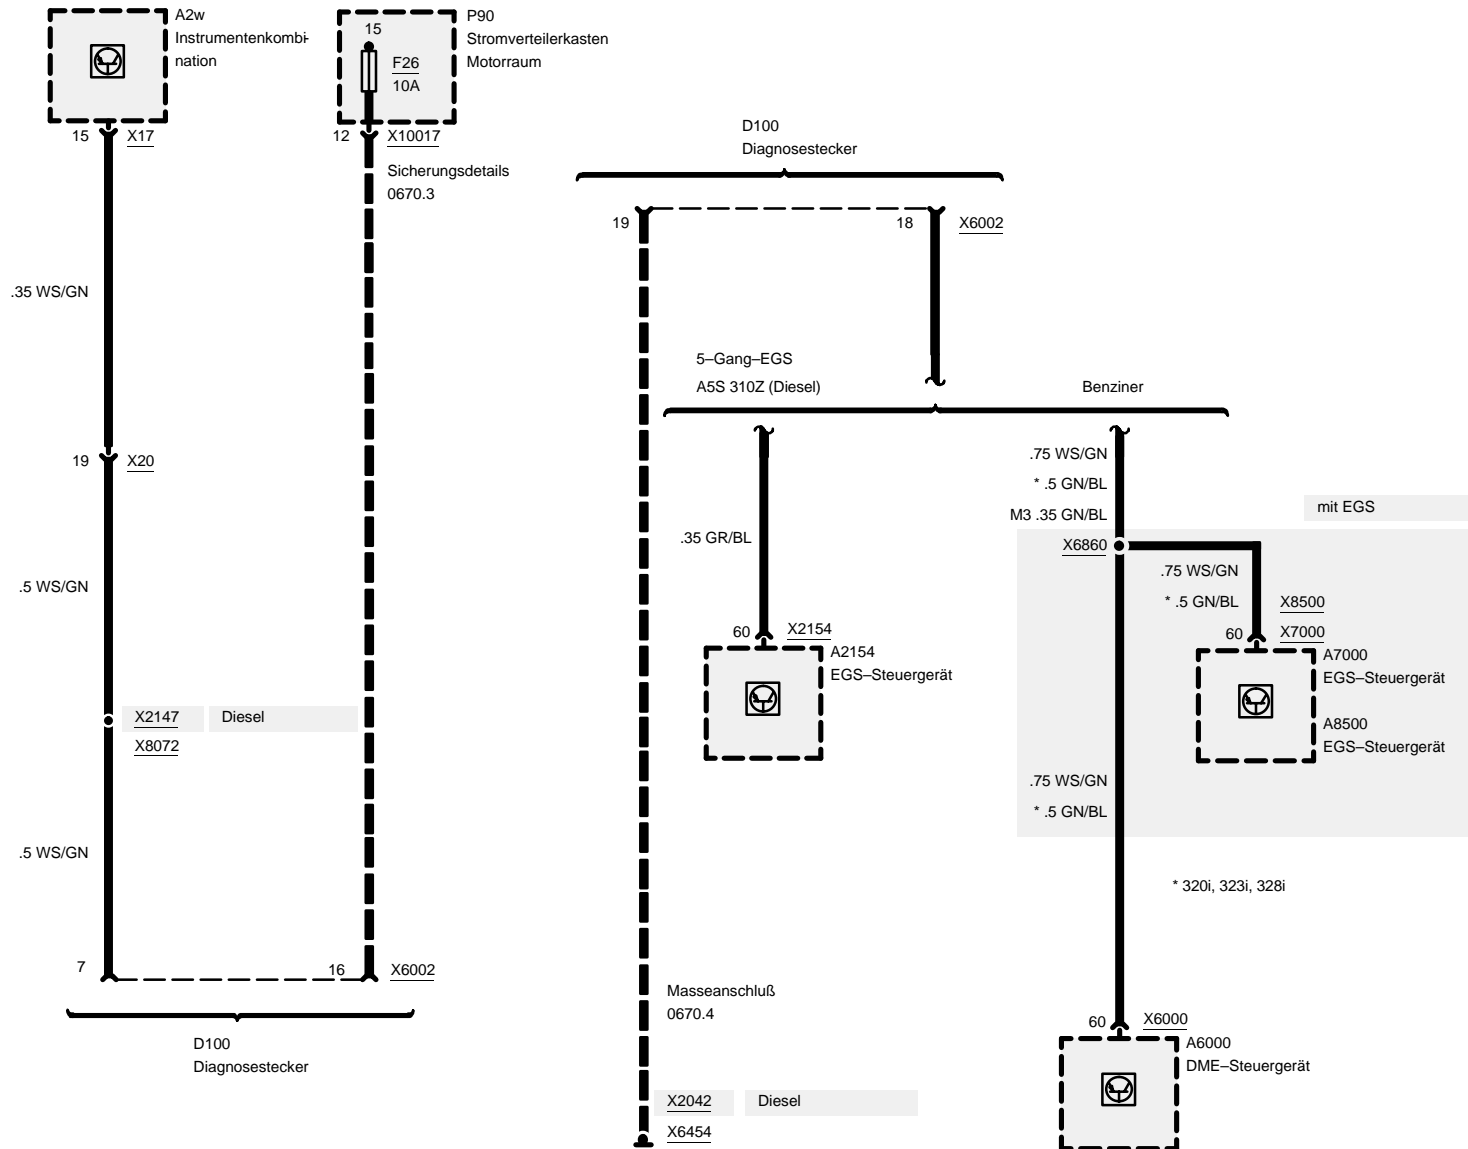 A2w
Instrumentenkombi-
nation
15
F26
10A
P90
Stromverteilerkasten
Motorraum
15
X17
12
X10017
Sicherungsdetails
0670.3
.35 WS/GN
19
X20
.5 WS/GN
X2147
Diesel
X8072
.5 WS/GN
7
16
X6002
D100
Diagnosestecker
D100
Diagnosestecker
19
18
X6002
5–Gang–EGS
A5S 310Z (Diesel)
Benziner
.75 WS/GN
* .5 GN/BL
M3 .35 GN/BL
mit EGS
.35 GR/BL
X6860
.75 WS/GN
* .5 GN/BL
X8500
60
X7000
60
X2154
A2154
EGS–Steuergerät
A7000
EGS–Steuergerät
A8500
EGS–Steuergerät
.75 WS/GN
* .5 GN/BL
* 320i, 323i, 328i
Masseanschluß
0670.4
60
X6000
A6000
DME–Steuergerät
X2042
Diesel
X6454